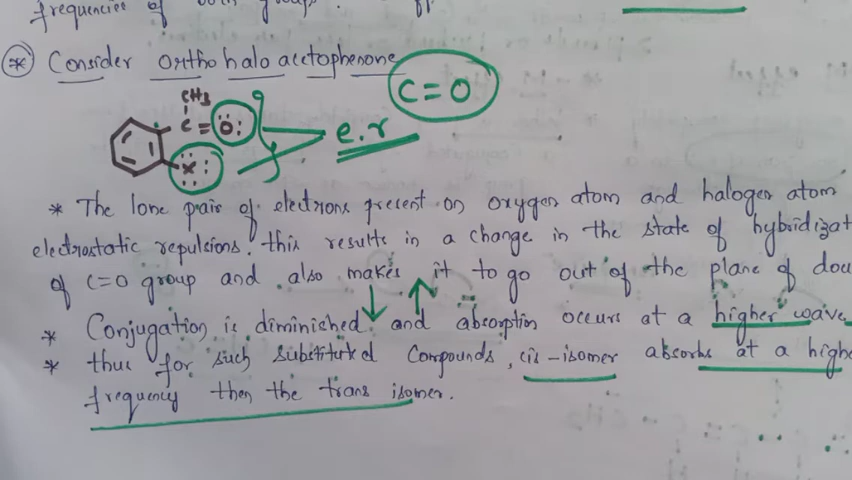 frequencies of both
* Consider Ortho halo acetophenone
C=O
CH3
C=O:
X:
e.r
* The lone pair of electrons present on oxygen atom and halogen atom
electrostatic repulsions. this results in a change in the state of hybridizat
of C=O group and also makes it to go out of the plane of dou
* Conjugation is diminished and absorption occurs at a higher wave
* thus for such substituted Compounds, cis-isomer absorbs at a high
frequency then the trans isomer.